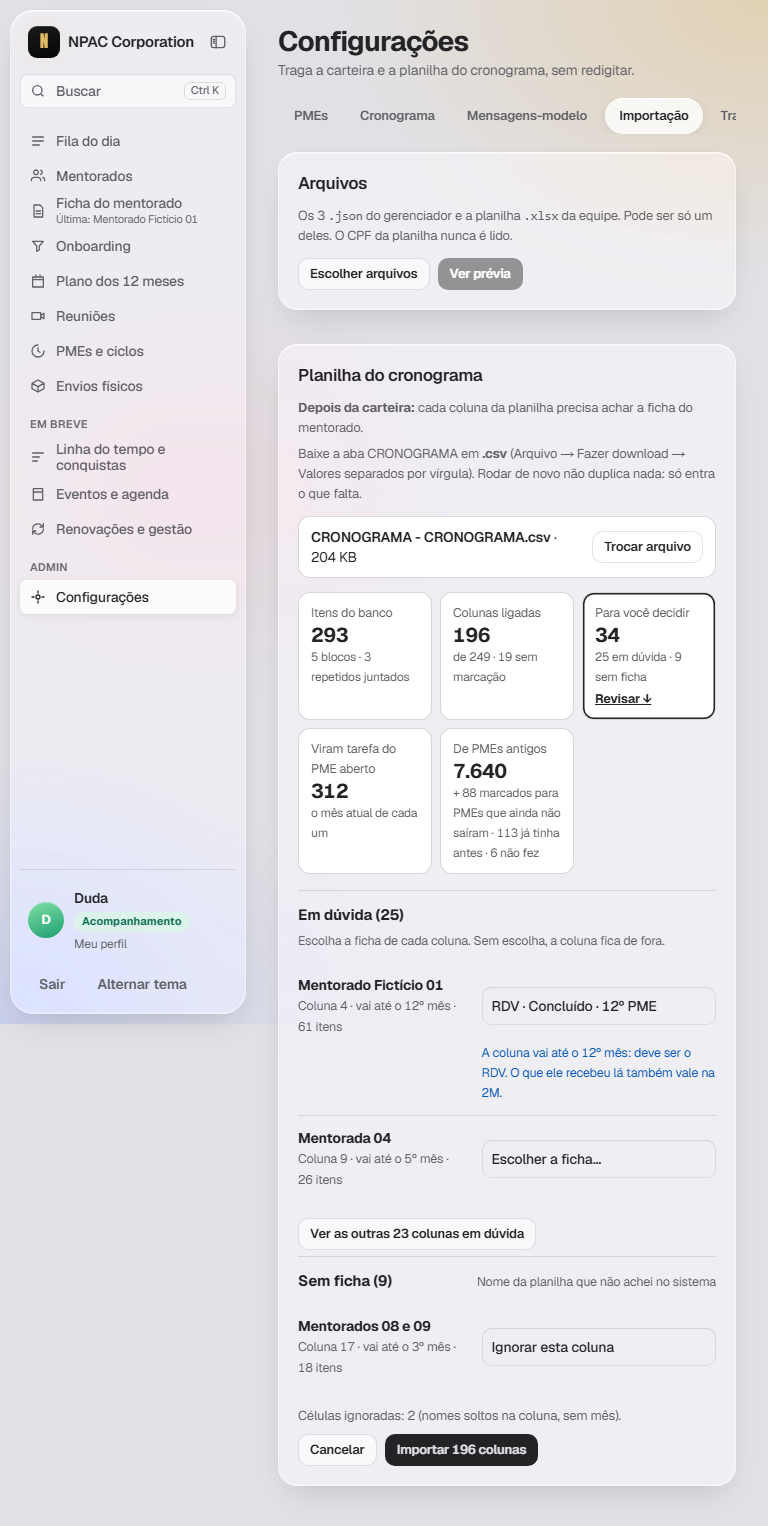 N
NPAC Corporation
Buscar
Ctrl K
Fila do dia
Mentorados
Ficha do mentorado
Última: Mentorado Fictício 01
Onboarding
Plano dos 12 meses
Reuniões
PMEs e ciclos
Envios físicos
EM BREVE
Linha do tempo e
conquistas
Eventos e agenda
Renovações e gestão
ADMIN
Configurações
D
Duda
Acompanhamento
Meu perfil
Sair
Alternar tema
Configurações
Traga a carteira e a planilha do cronograma, sem redigitar.
PMEs
Cronograma
Mensagens-modelo
Importação
Tra
Arquivos
Os 3 .json do gerenciador e a planilha .xlsx da equipe. Pode ser só um
deles. O CPF da planilha nunca é lido.
Escolher arquivos
Ver prévia
Planilha do cronograma
Depois da carteira: cada coluna da planilha precisa achar a ficha do
mentorado.
Baixe a aba CRONOGRAMA em .csv (Arquivo → Fazer download →
Valores separados por vírgula). Rodar de novo não duplica nada: só entra
o que falta.
CRONOGRAMA - CRONOGRAMA.csv ·
204 KB
Trocar arquivo
Itens do banco
293
5 blocos · 3
repetidos juntados
Colunas ligadas
196
de 249 · 19 sem
marcação
Para você decidir
34
25 em dúvida · 9
sem ficha
Revisar ↓
Viram tarefa do
PME aberto
312
o mês atual de cada
um
De PMEs antigos
7.640
+ 88 marcados para
PMEs que ainda não
saíram · 113 já tinha
antes · 6 não fez
Em dúvida (25)
Escolha a ficha de cada coluna. Sem escolha, a coluna fica de fora.
Mentorado Fictício 01
Coluna 4 · vai até o 12º mês ·
61 itens
RDV · Concluído · 12º PME
A coluna vai até o 12º mês: deve ser o
RDV. O que ele recebeu lá também vale na
2M.
Mentorada 04
Coluna 9 · vai até o 5º mês ·
26 itens
Escolher a ficha…
Ver as outras 23 colunas em dúvida
Sem ficha (9)
Nome da planilha que não achei no sistema
Mentorados 08 e 09
Coluna 17 · vai até o 3º mês ·
18 itens
Ignorar esta coluna
Células ignoradas: 2 (nomes soltos na coluna, sem mês).
Cancelar
Importar 196 colunas